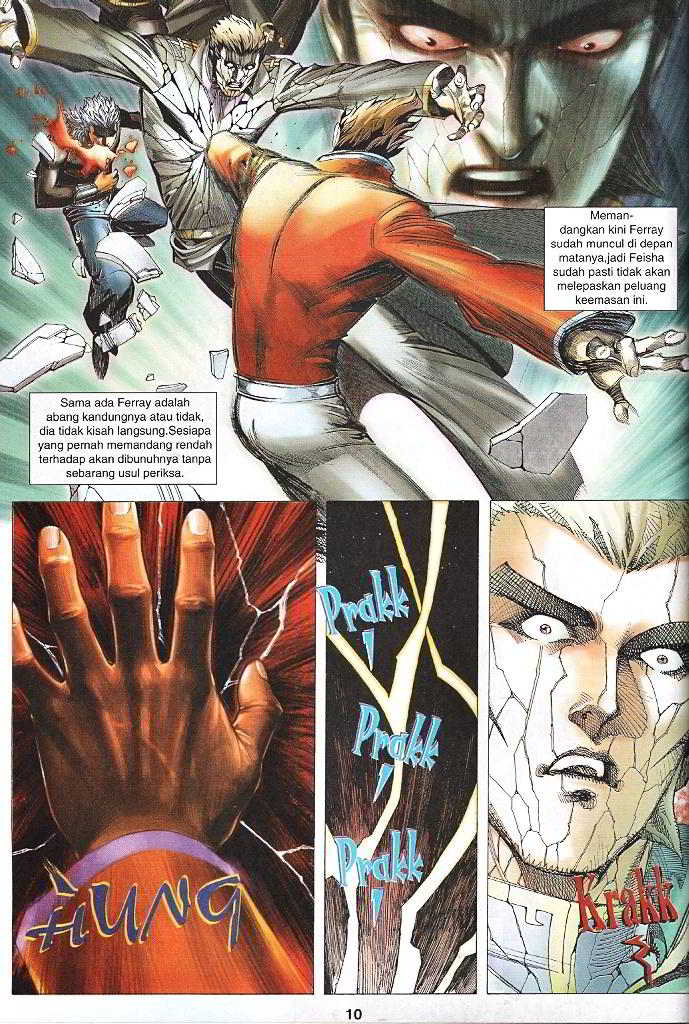 Meman-
dangkan kini Ferray
sudah muncul di depan
matanya,jadi Feisha
sudah pasti tidak akan
melepaskan peluang
keemasan ini.
Sama ada Ferray adalah
abang kandungnya atau tidak,
dia tidak kisah langsung.Sesiapa
yang pernah memandang rendah
terhadap akan dibunuhnya tanpa
sebarang usul periksa.
Prakk
!
Prakk
!
Prakk
!
Krakk
10